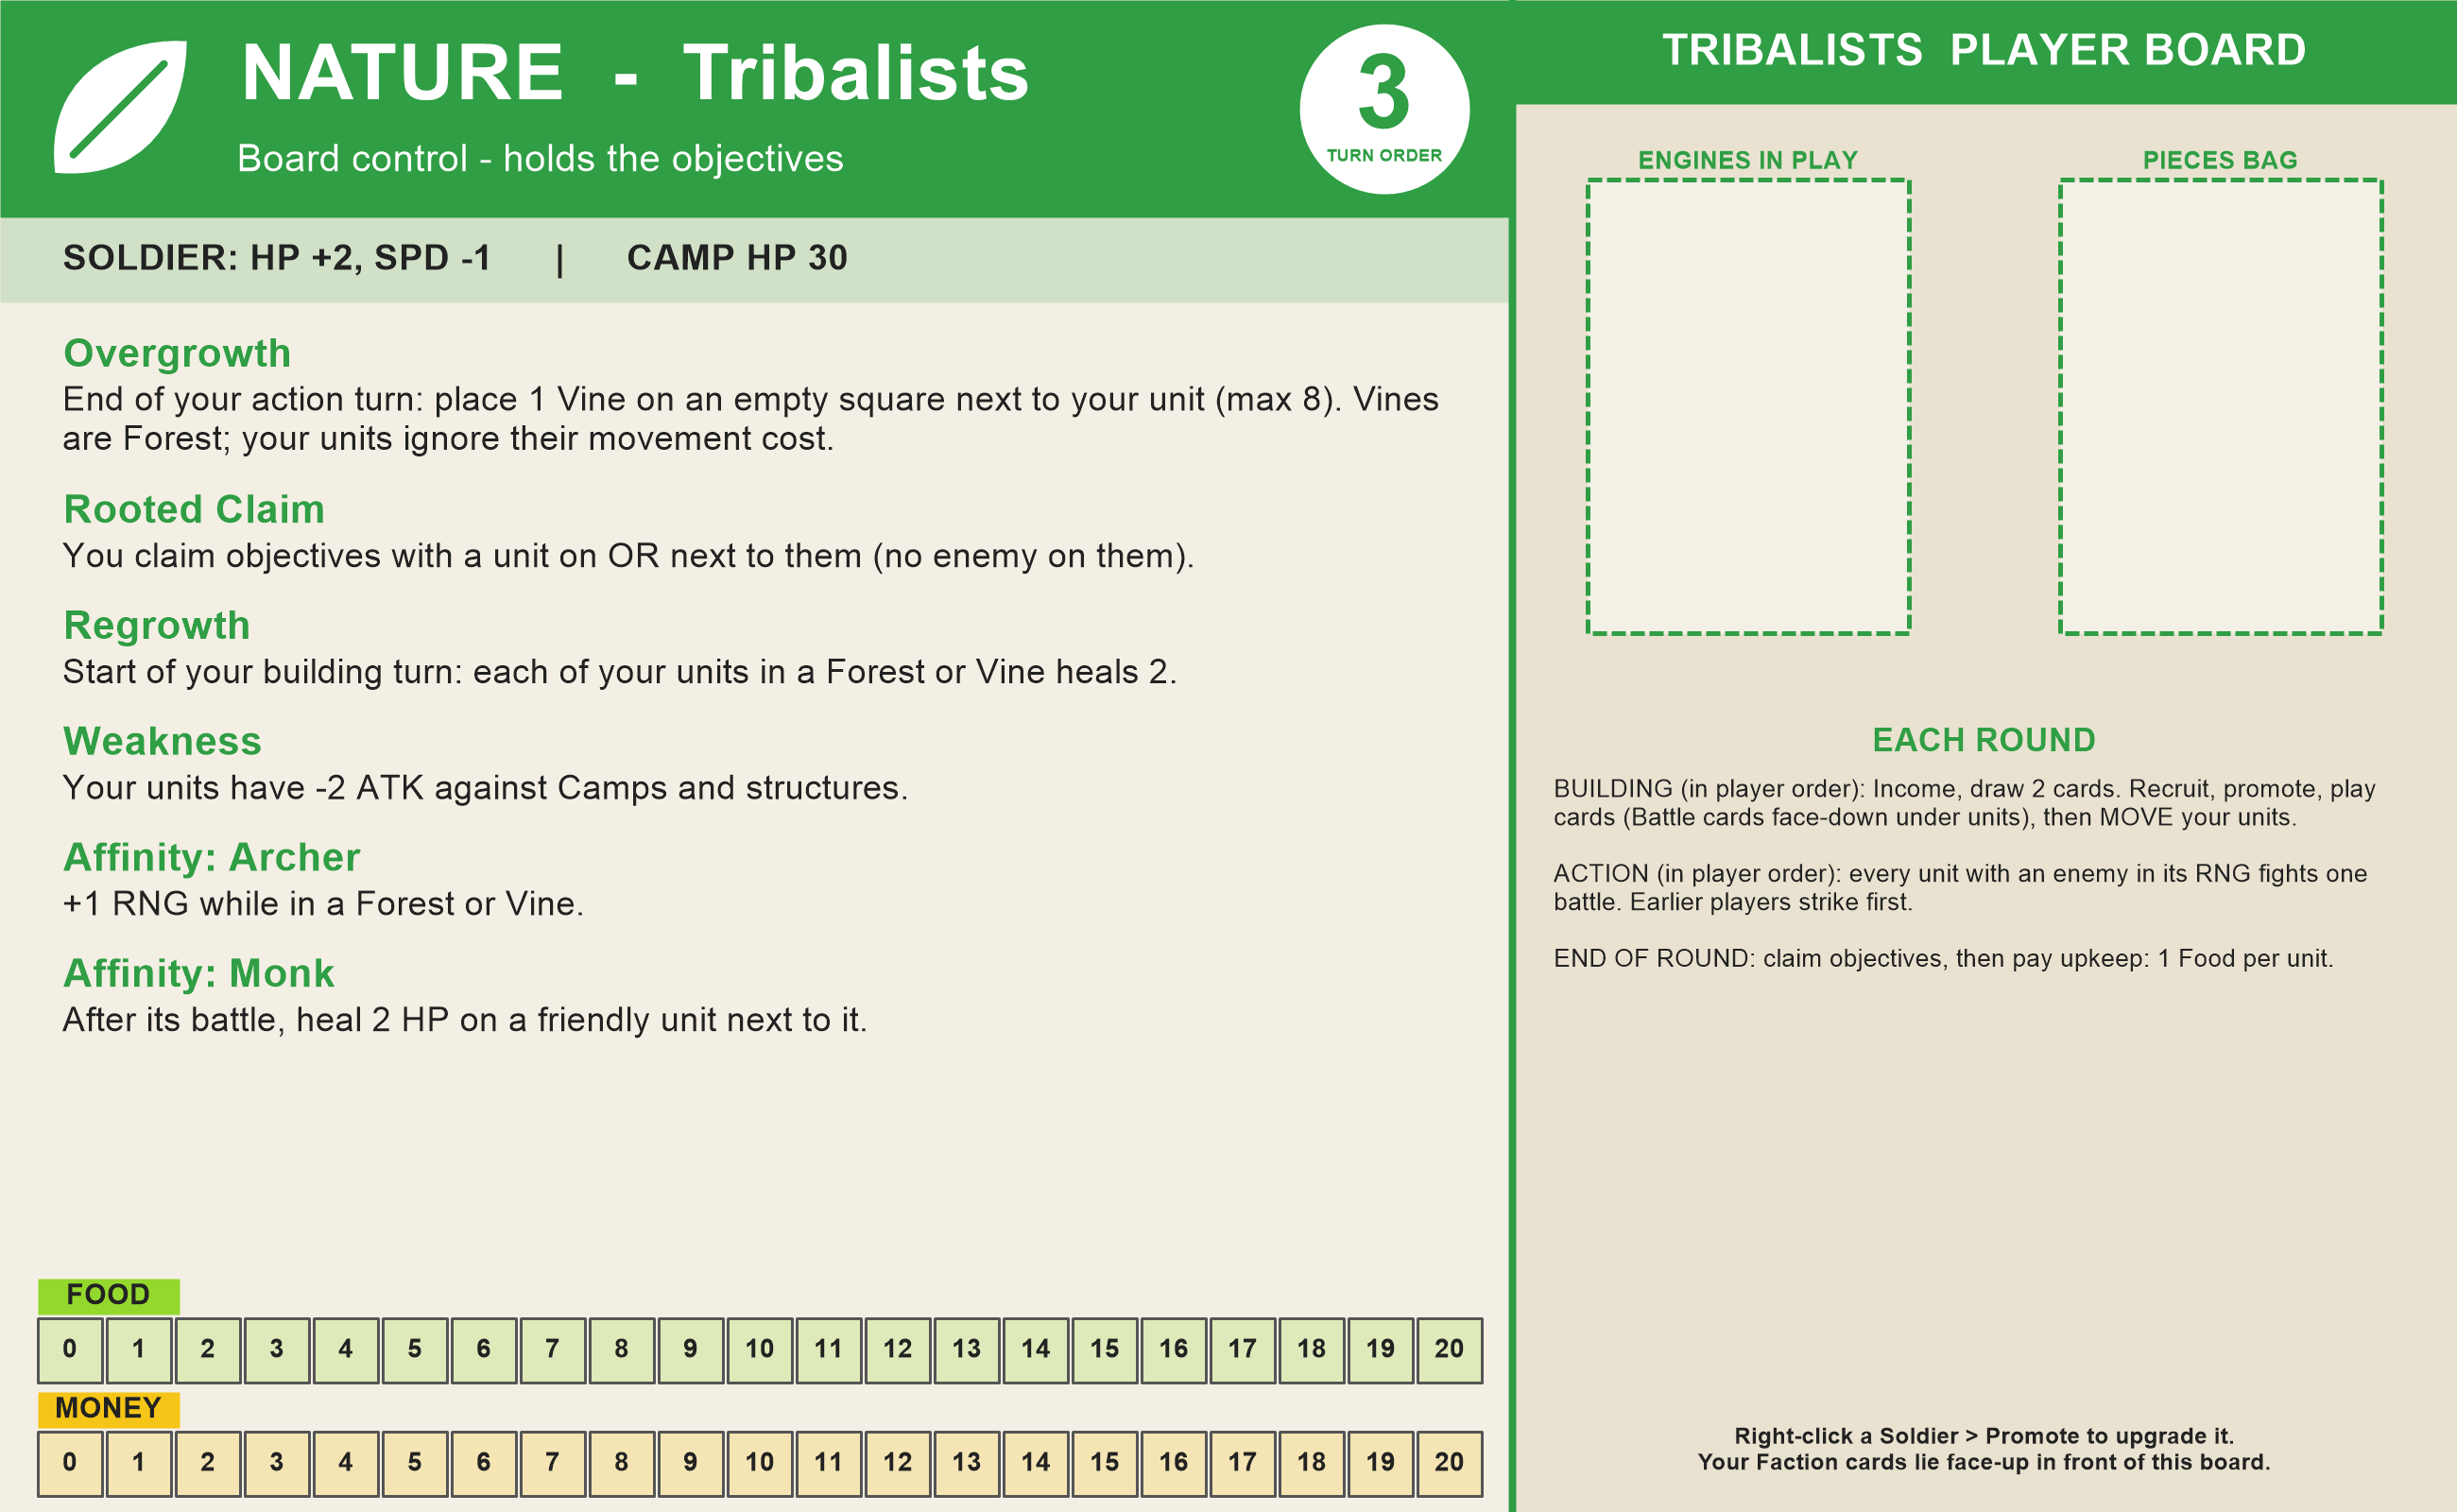 NATURE - Tribalists
Board control - holds the objectives
3
TURN ORDER
SOLDIER: HP +2, SPD -1 | CAMP HP 30
Overgrowth
End of your action turn: place 1 Vine on an empty square next to your unit (max 8). Vines
are Forest; your units ignore their movement cost.
Rooted Claim
You claim objectives with a unit on OR next to them (no enemy on them).
Regrowth
Start of your building turn: each of your units in a Forest or Vine heals 2.
Weakness
Your units have -2 ATK against Camps and structures.
Affinity: Archer
+1 RNG while in a Forest or Vine.
Affinity: Monk
After its battle, heal 2 HP on a friendly unit next to it.
FOOD
0 1 2 3 4 5 6 7 8 9 10 11 12 13 14 15 16 17 18 19 20
MONEY
0 1 2 3 4 5 6 7 8 9 10 11 12 13 14 15 16 17 18 19 20
TRIBALISTS PLAYER BOARD
ENGINES IN PLAY
PIECES BAG
EACH ROUND
BUILDING (in player order): Income, draw 2 cards. Recruit, promote, play
cards (Battle cards face-down under units), then MOVE your units.
ACTION (in player order): every unit with an enemy in its RNG fights one
battle. Earlier players strike first.
END OF ROUND: claim objectives, then pay upkeep: 1 Food per unit.
Right-click a Soldier > Promote to upgrade it.
Your Faction cards lie face-up in front of this board.